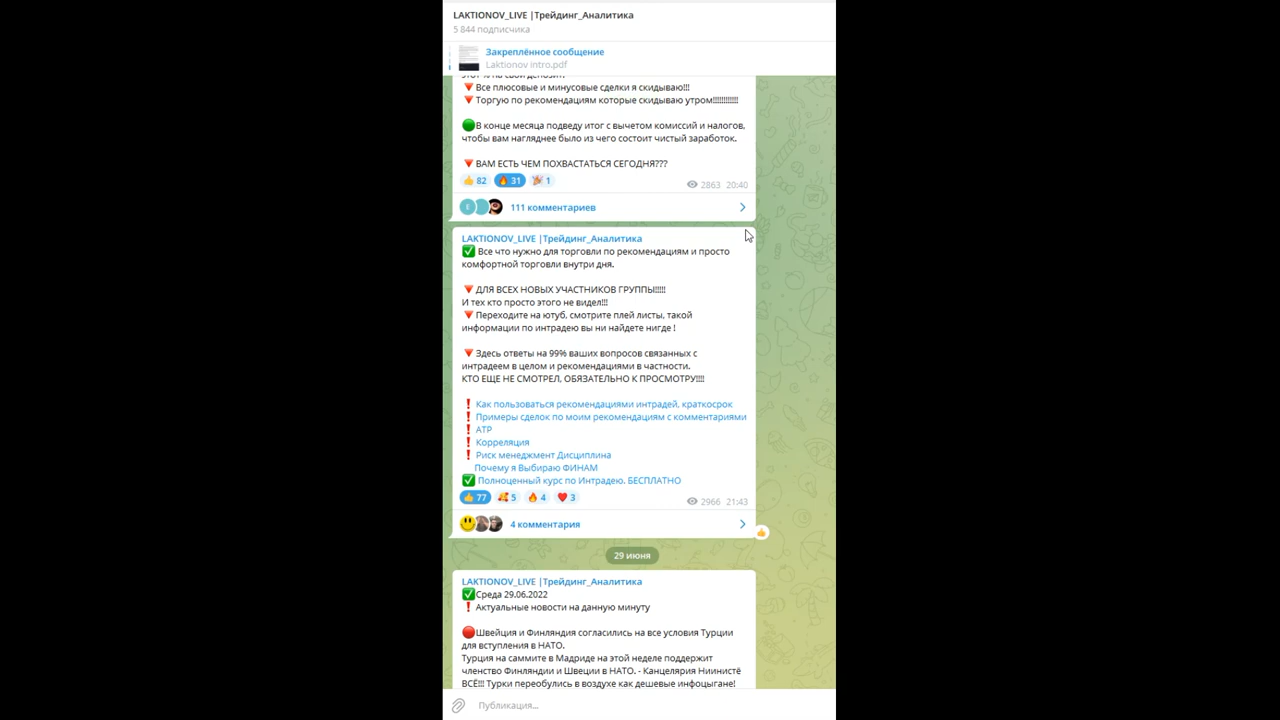 LAKTIONOV_LIVE |Трейдинг_Аналитика
5 844 подписчика
Закреплённое сообщение
Laktionov intro.pdf
этот % на свой депозит.
Все плюсовые и минусовые сделки я скидываю!!!
Торгую по рекомендациям которые скидываю утром!!!!!!!!!!!!
В конце месяца подведу итог с вычетом комиссий и налогов,
чтобы вам нагляднее было из чего состоит чистый заработок.
ВАМ ЕСТЬ ЧЕМ ПОХВАСТАТЬСЯ СЕГОДНЯ???
82 31 1 2863 20:40
111 комментариев
LAKTIONOV_LIVE |Трейдинг_Аналитика
Все что нужно для торговли по рекомендациям и просто
комфортной торговли внутри дня.
ДЛЯ ВСЕХ НОВЫХ УЧАСТНИКОВ ГРУППЫ!!!!!
И тех кто просто этого не видел!!!
Переходите на ютуб, смотрите плей листы, такой
информации по интрадею вы ни найдете нигде !
Здесь ответы на 99% ваших вопросов связанных с
интрадеем в целом и рекомендациями в частности.
КТО ЕЩЕ НЕ СМОТРЕЛ, ОБЯЗАТЕЛЬНО К ПРОСМОТРУ!!!!
Как пользоваться рекомендациями интрадей, краткосрок
Примеры сделок по моим рекомендациям с комментариями
АТР
Корреляция
Риск менеджмент Дисциплина
Почему я Выбираю ФИНАМ
Полноценный курс по Интрадею. БЕСПЛАТНО
77 5 4 3 2966 21:43
4 комментария
29 июня
LAKTIONOV_LIVE |Трейдинг_Аналитика
Среда 29.06.2022
Актуальные новости на данную минуту
Швейция и Финляндия согласились на все условия Турции
для вступления в НАТО.
Турция на саммите в Мадриде на этой неделе поддержит
членство Финляндии и Швеции в НАТО. - Канцелярия Ниинистё
ВСЁ!!! Турки переобулись в воздухе как дешевые инфоцыгане!
Публикация...